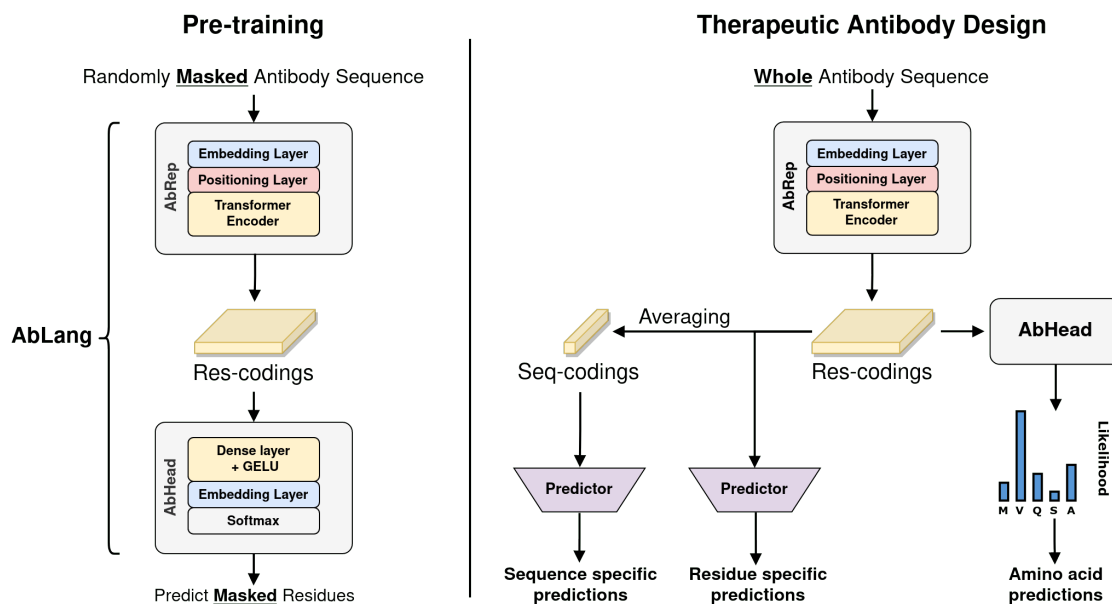 Pre-training
Randomly Masked Antibody Sequence
AbRep
Embedding Layer
Positioning Layer
Transformer
Encoder
Res-codings
AbLang
AbHead
Dense layer
+ GELU
Embedding Layer
Softmax
Predict Masked Residues
Therapeutic Antibody Design
Whole Antibody Sequence
AbRep
Embedding Layer
Positioning Layer
Transformer
Encoder
Averaging
Seq-codings
Res-codings
AbHead
Predictor
Predictor
Likelihood
M V Q S A
Sequence specific
predictions
Residue specific
predictions
Amino acid
predictions